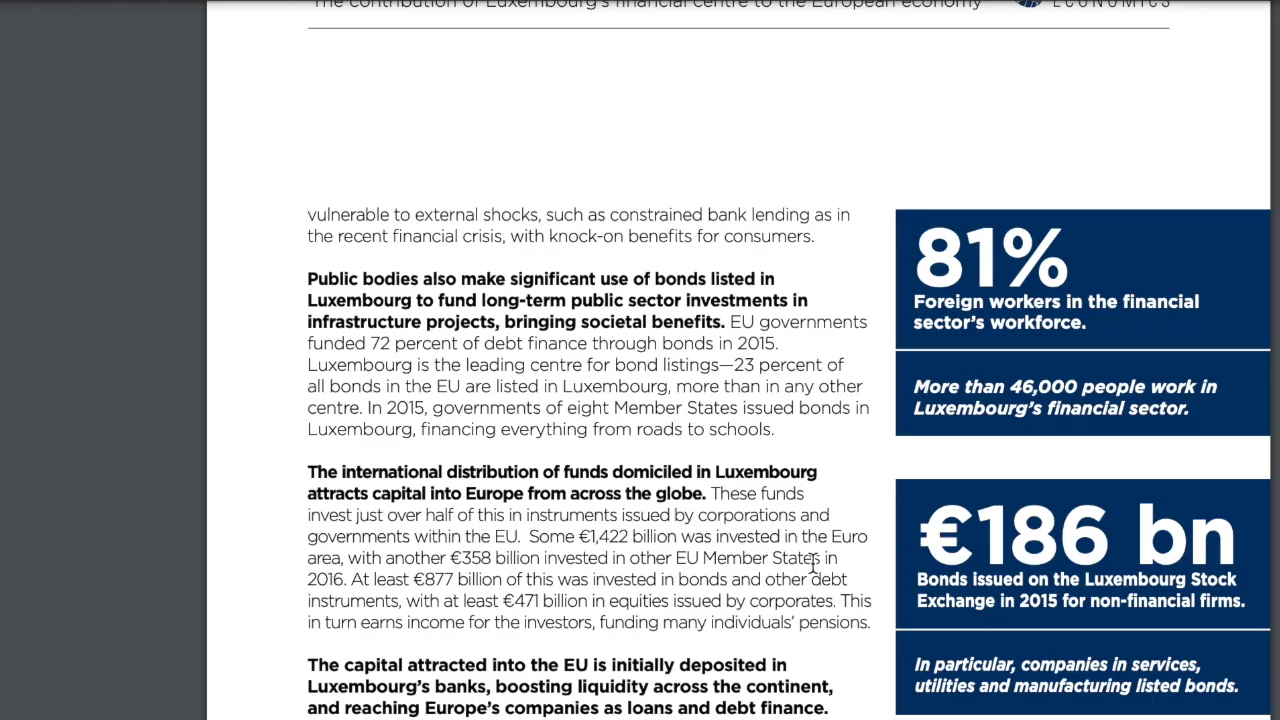 The contribution of Luxembourg's financial centre to the European economy
ECONOMICS
vulnerable to external shocks, such as constrained bank lending as in
the recent financial crisis, with knock-on benefits for consumers.
Public bodies also make significant use of bonds listed in
Luxembourg to fund long-term public sector investments in
infrastructure projects, bringing societal benefits. EU governments
funded 72 percent of debt finance through bonds in 2015.
Luxembourg is the leading centre for bond listings—23 percent of
all bonds in the EU are listed in Luxembourg, more than in any other
centre. In 2015, governments of eight Member States issued bonds in
Luxembourg, financing everything from roads to schools.
The international distribution of funds domiciled in Luxembourg
attracts capital into Europe from across the globe. These funds
invest just over half of this in instruments issued by corporations and
governments within the EU. Some €1,422 billion was invested in the Euro
area, with another €358 billion invested in other EU Member States in
2016. At least €877 billion of this was invested in bonds and other debt
instruments, with at least €471 billion in equities issued by corporates. This
in turn earns income for the investors, funding many individuals' pensions.
The capital attracted into the EU is initially deposited in
Luxembourg's banks, boosting liquidity across the continent,
and reaching Europe's companies as loans and debt finance.
81%
Foreign workers in the financial
sector's workforce.
More than 46,000 people work in
Luxembourg's financial sector.
€186 bn
Bonds issued on the Luxembourg Stock
Exchange in 2015 for non-financial firms.
In particular, companies in services,
utilities and manufacturing listed bonds.